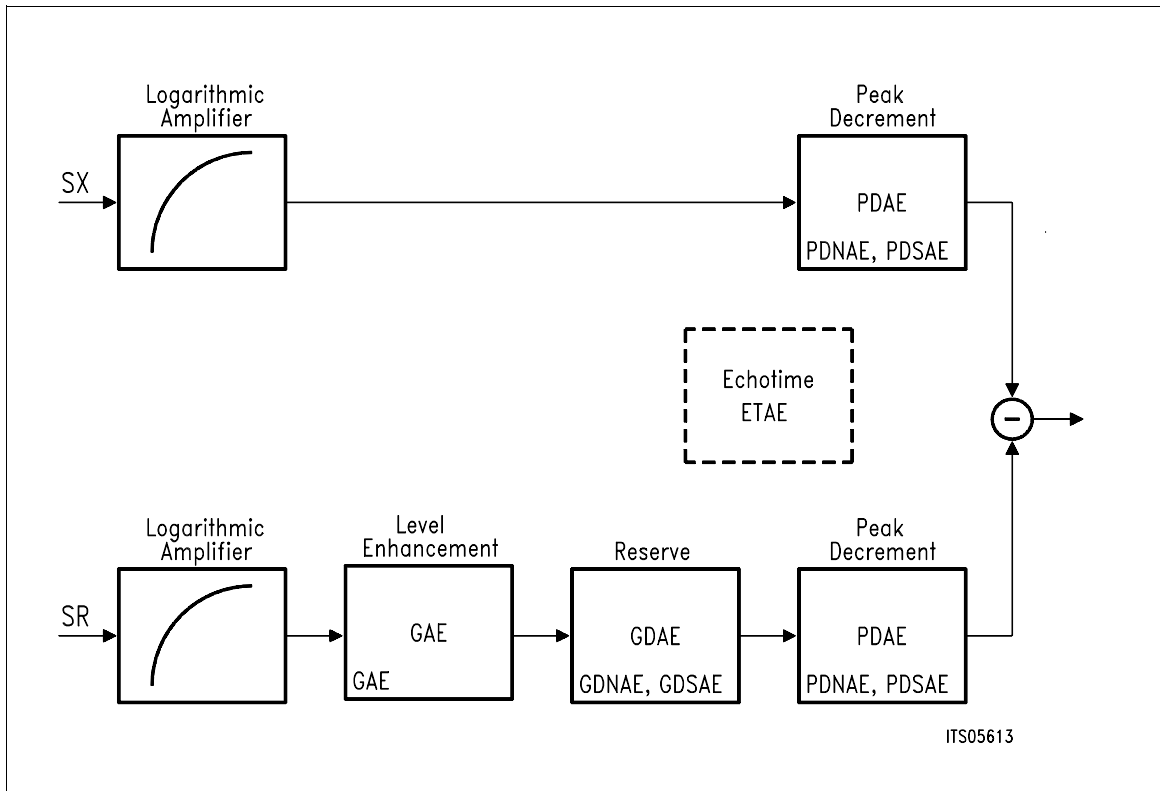 Logarithmic
Amplifier
Peak
Decrement
SX
PDAE
PDNAE, PDSAE
Echotime
ETAE
−
Logarithmic
Amplifier
Level
Enhancement
Reserve
Peak
Decrement
SR
GAE
GAE
GDAE
GDNAE, GDSAE
PDAE
PDNAE, PDSAE
ITS05613